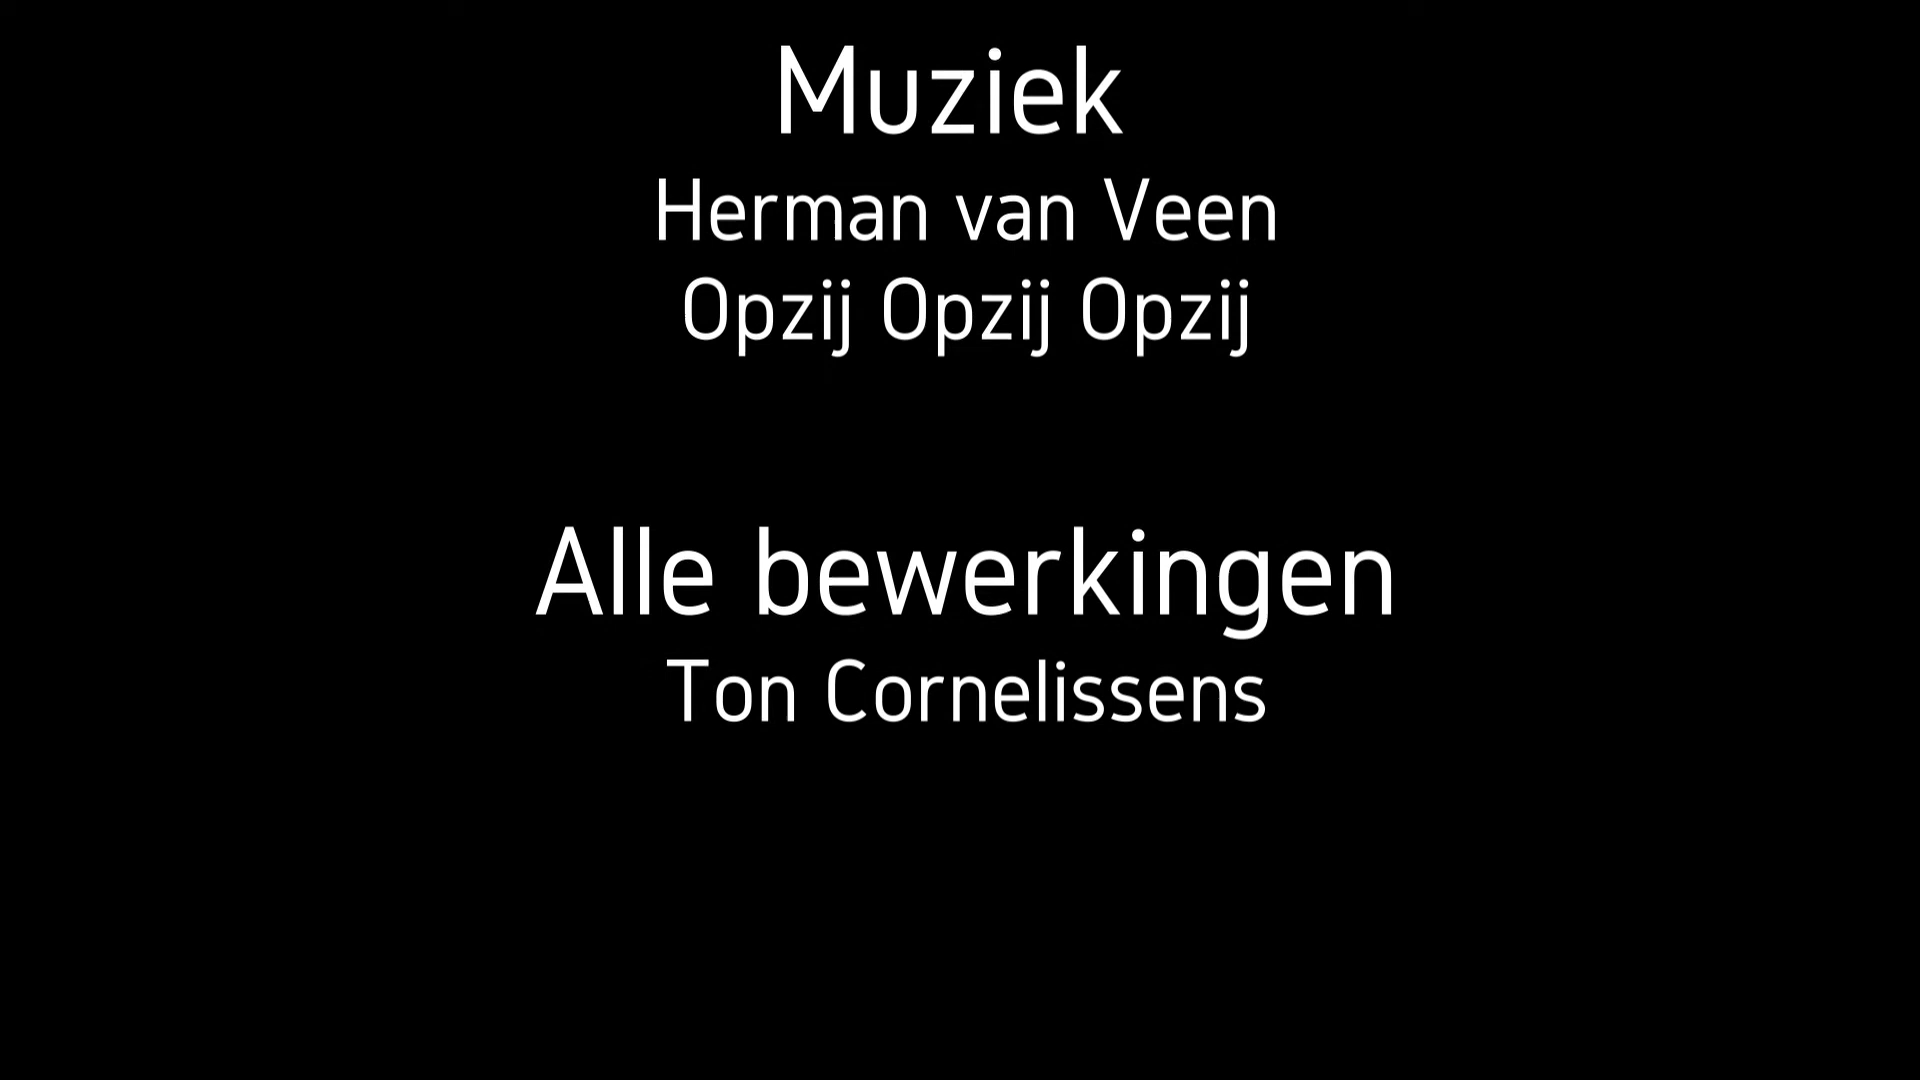 Muziek
Herman van Veen
Opzij Opzij Opzij
Alle bewerkingen
Ton Cornelissens